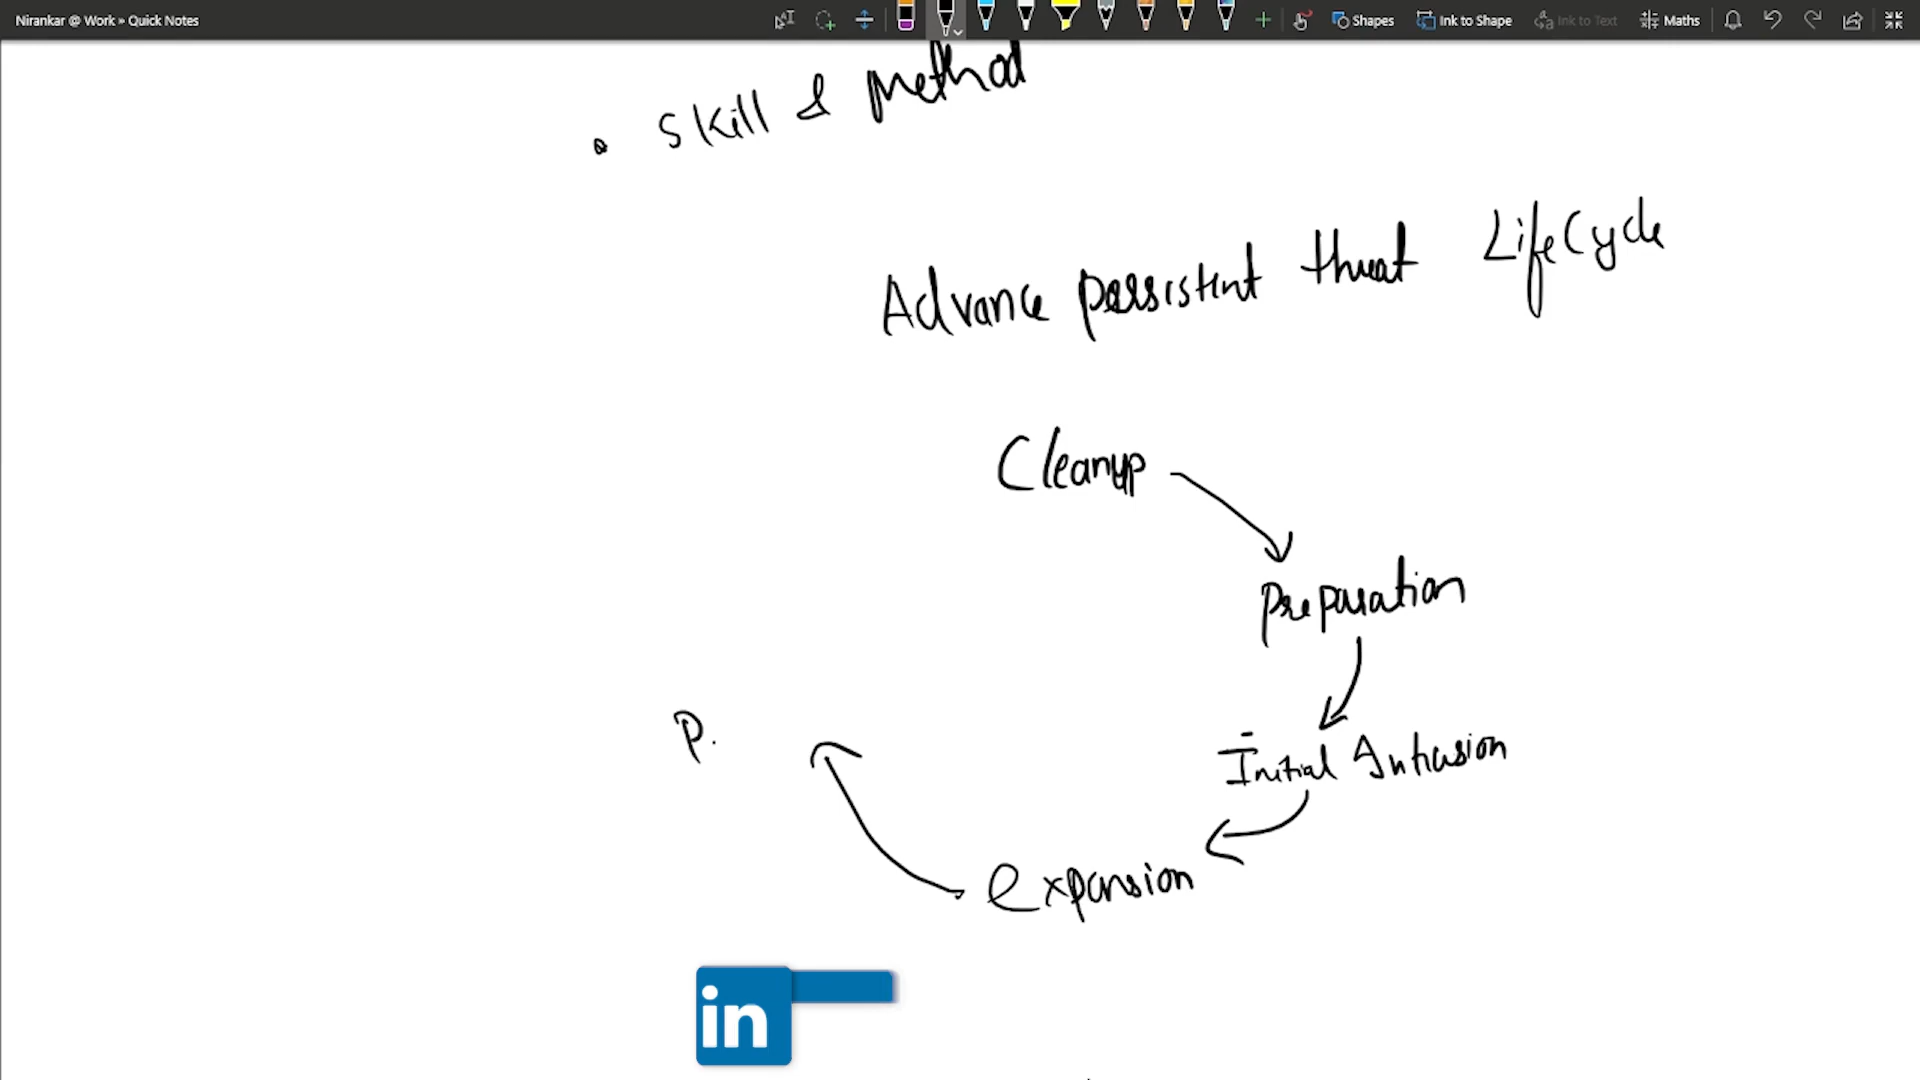 Nirankar @ Work » Quick Notes
Shapes
Ink to Shape
Ink to Text
Maths
Skill & Method
Advance persistent threat LifeCycle
Cleanup
Preparation
Initial Intrusion
P.
Expansion
in